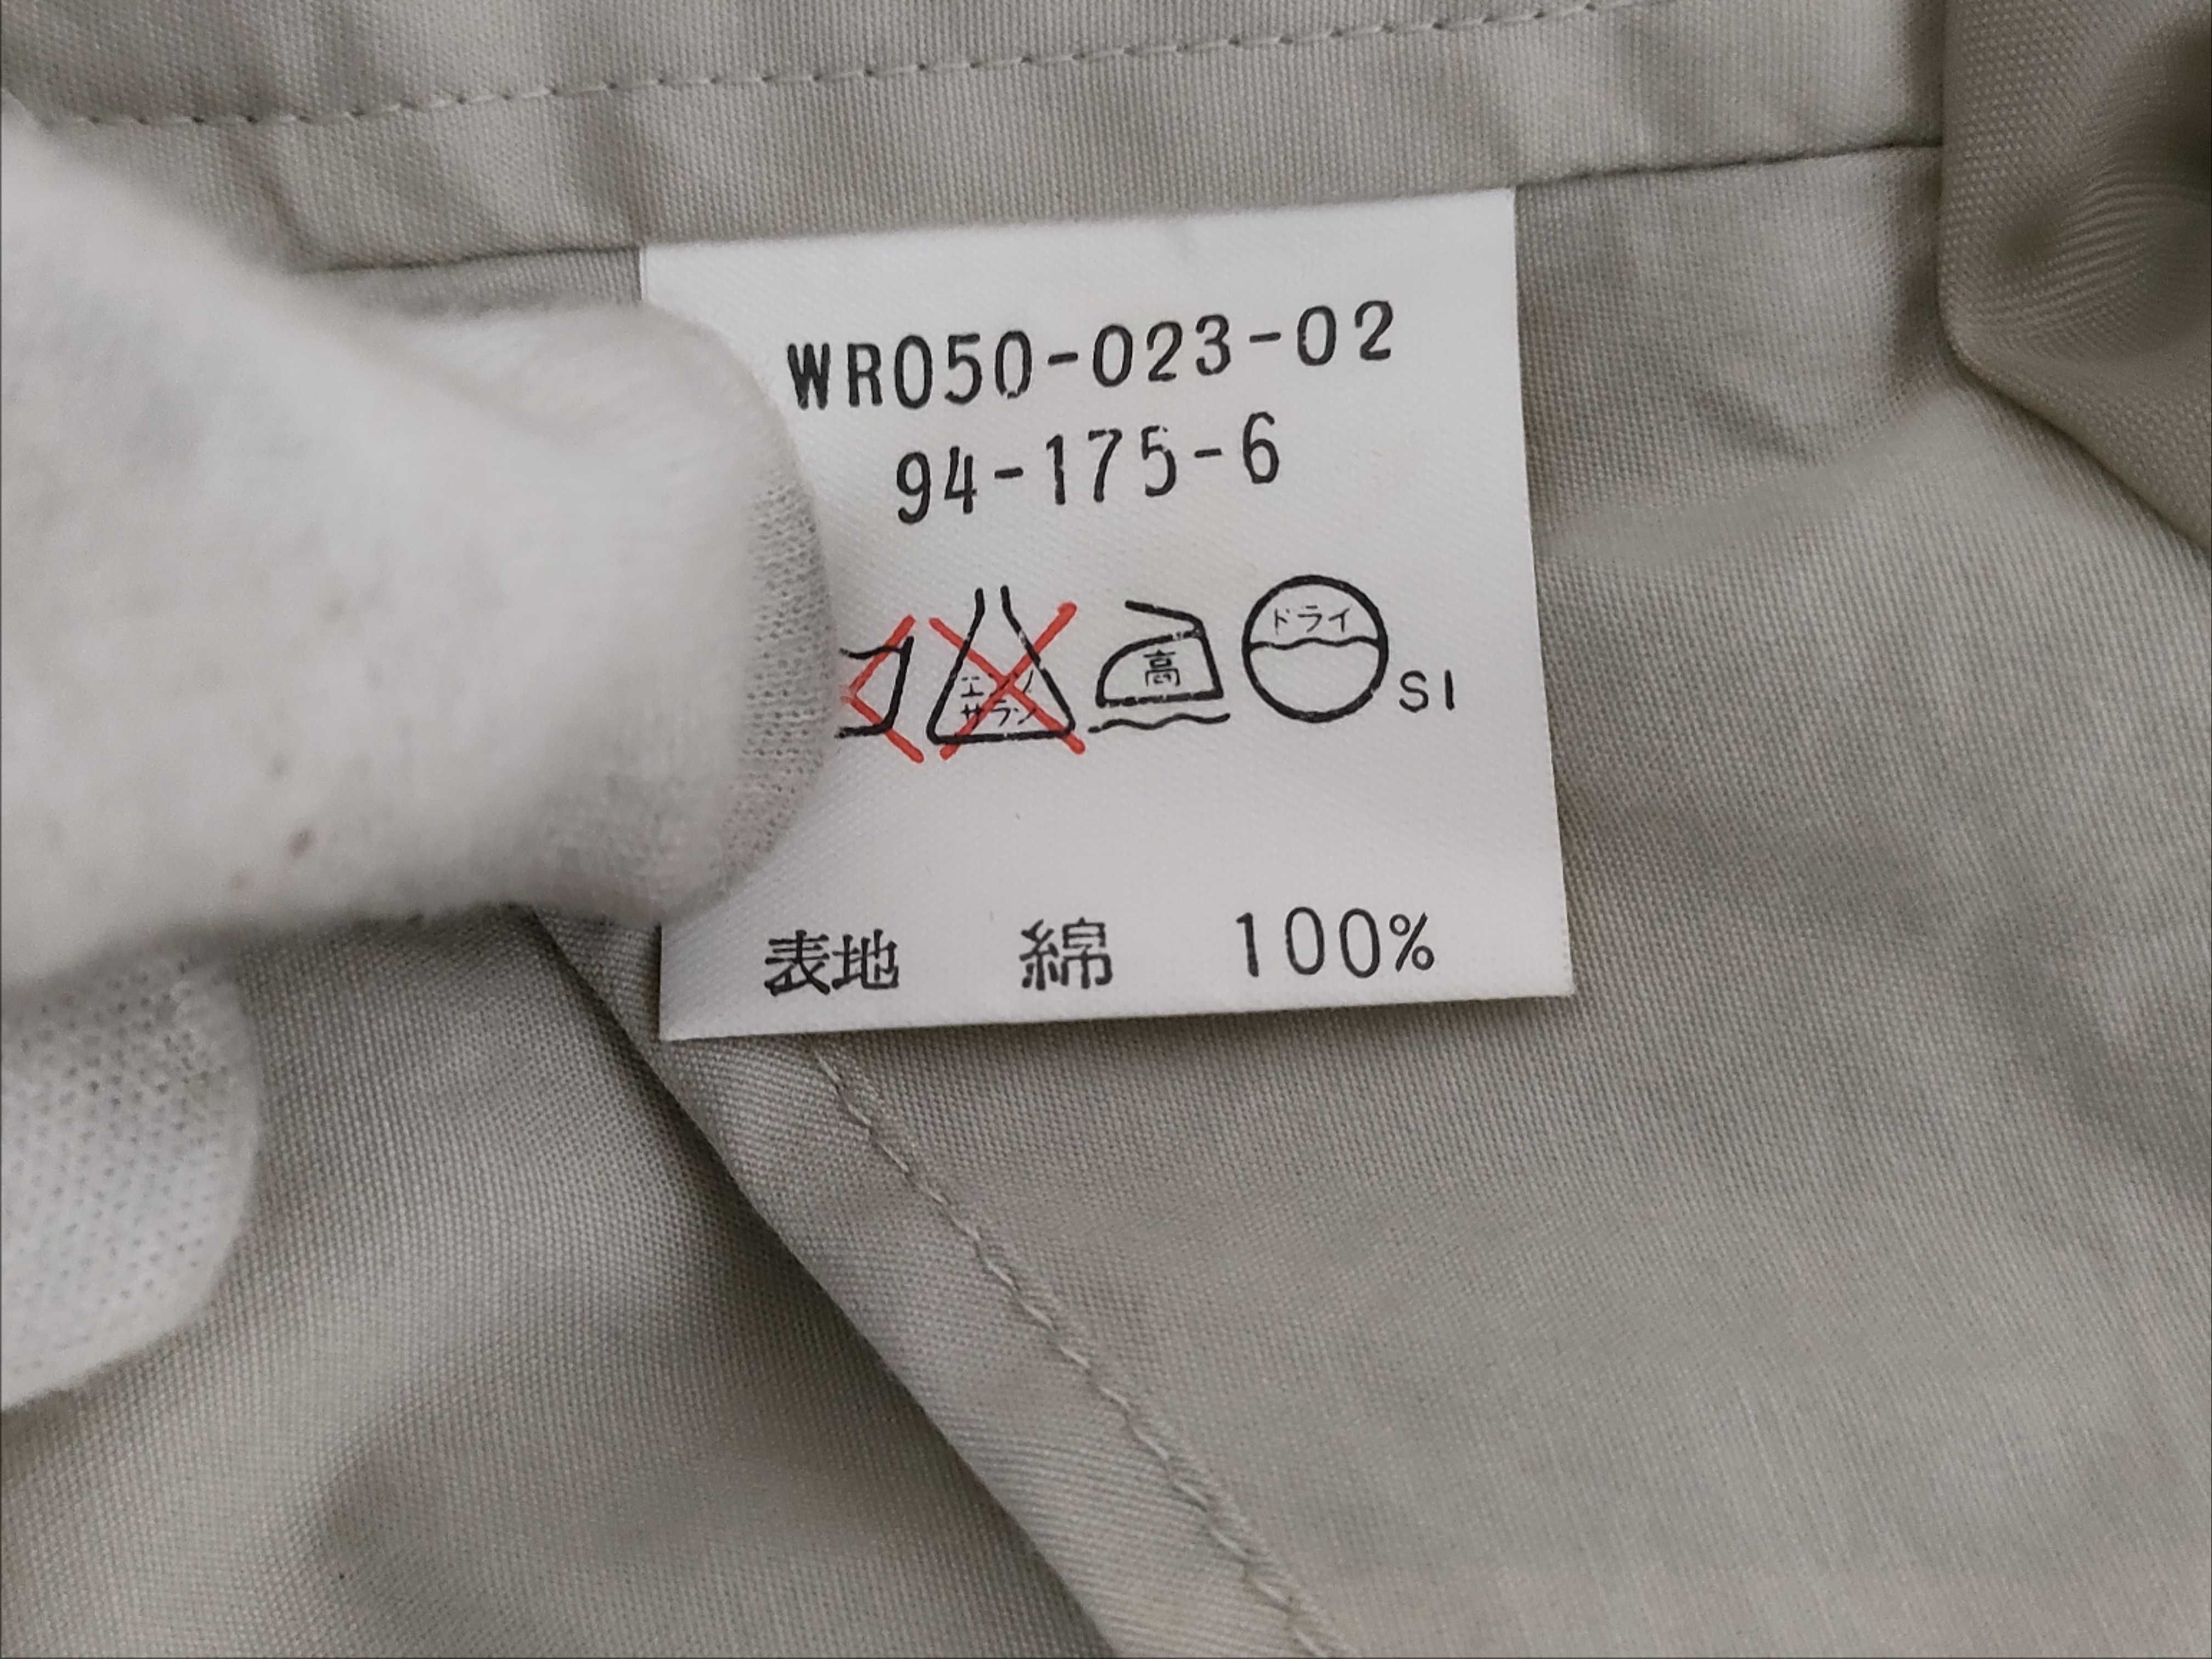 WR050-023-02
94-175-6
エンソ
サラシ
高
ドライ
SI
表地 綿 100%